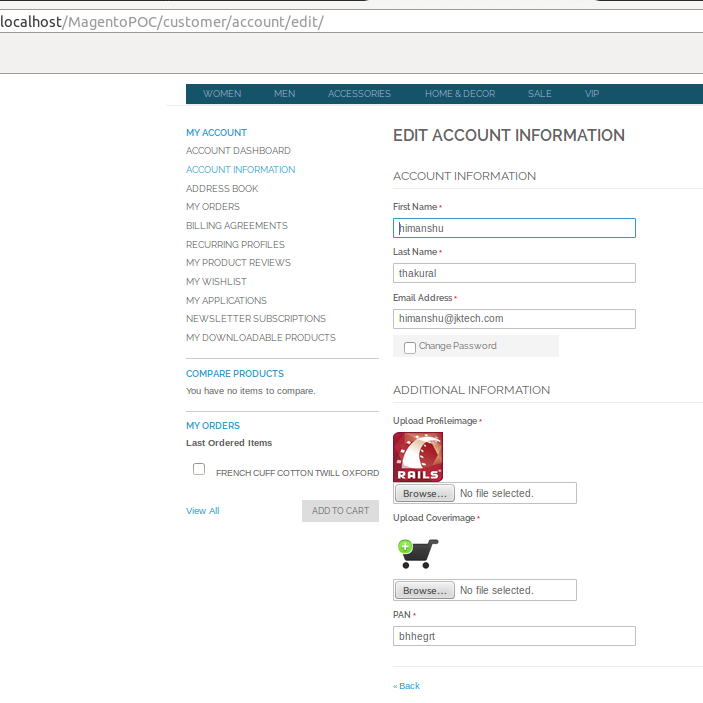 localhost/MagentoPOC/customer/account/edit/
WOMEN MEN ACCESSORIES HOME & DECOR SALE VIP
MY ACCOUNT
ACCOUNT DASHBOARD
ACCOUNT INFORMATION
ADDRESS BOOK
MY ORDERS
BILLING AGREEMENTS
RECURRING PROFILES
MY PRODUCT REVIEWS
MY WISHLIST
MY APPLICATIONS
NEWSLETTER SUBSCRIPTIONS
MY DOWNLOADABLE PRODUCTS
COMPARE PRODUCTS
You have no items to compare.
MY ORDERS
Last Ordered Items
FRENCH CUFF COTTON TWILL OXFORD
View All ADD TO CART
EDIT ACCOUNT INFORMATION
ACCOUNT INFORMATION
First Name *
himanshu
Last Name *
thakural
Email Address *
himanshu@jktech.com
Change Password
ADDITIONAL INFORMATION
Upload Profileimage *
RAILS
Browse... No file selected.
Upload Coverimage *
Browse... No file selected.
PAN *
bhhegrt
« Back